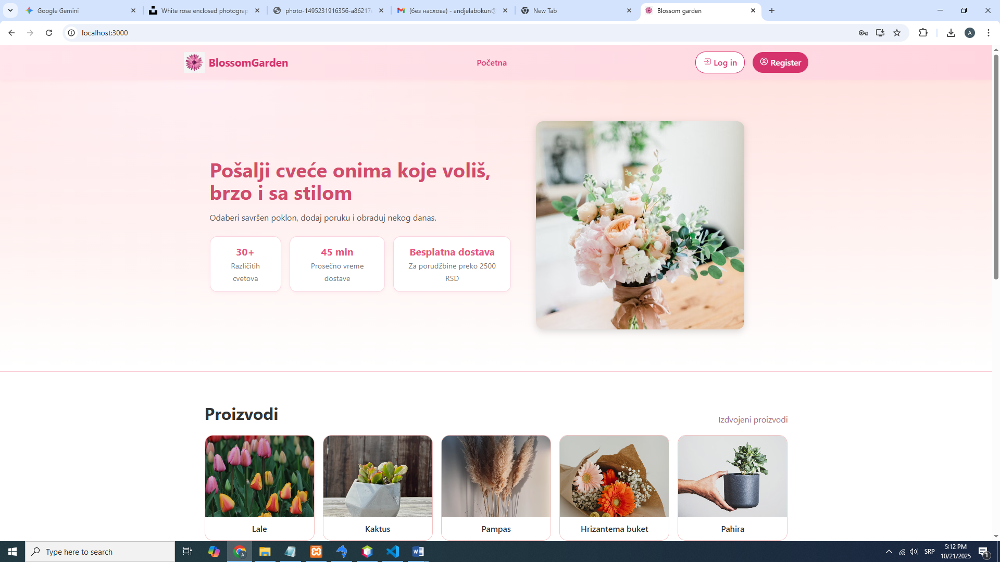 Google Gemini
White rose enclosed photograp
photo-1495231916356-a86217
(без наслова) - andjelabokun@
New Tab
Blossom garden
localhost:3000
A
BlossomGarden
Početna
Log in
Register
Pošalji cveće onima koje voliš,
brzo i sa stilom
Odaberi savršen poklon, dodaj poruku i obraduj nekog danas.
30+
Različitih
cvetova
45 min
Prosečno vreme
dostave
Besplatna dostava
Za porudžbine preko 2500
RSD
Proizvodi
Izdvojeni proizvodi
Lale
Kaktus
Pampas
Hrizantema buket
Pahira
Type here to search
SRP
5:12 PM
10/21/2025
1